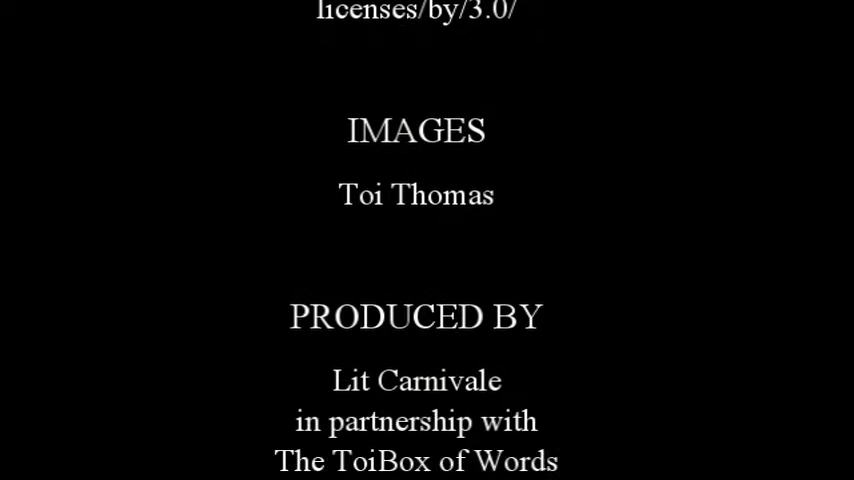 licenses/by/3.0/
IMAGES
Toi Thomas
PRODUCED BY
Lit Carnivale
in partnership with
The ToiBox of Words